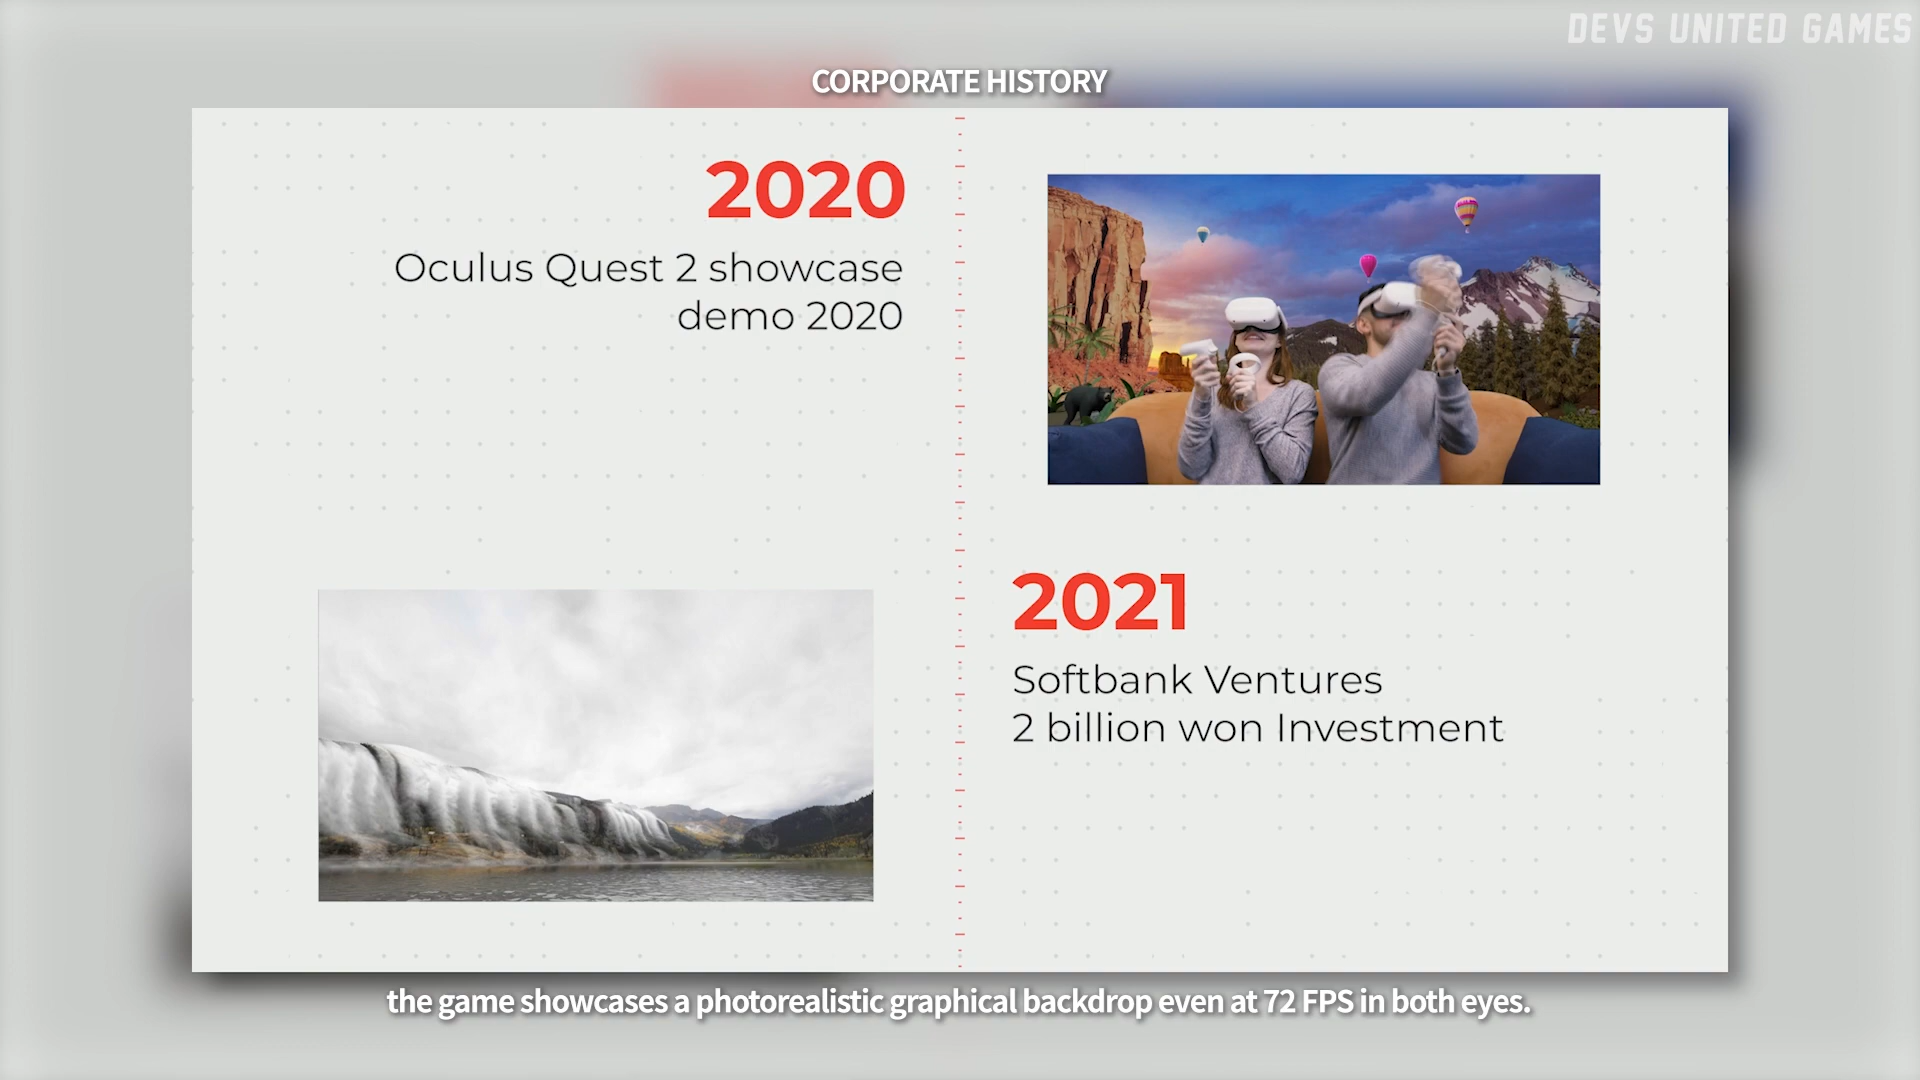 DEVS UNITED GAMES
CORPORATE HISTORY
2020
Oculus Quest 2 showcase
demo 2020
2021
Softbank Ventures
2 billion won Investment
the game showcases a photorealistic graphical backdrop even at 72 FPS in both eyes.